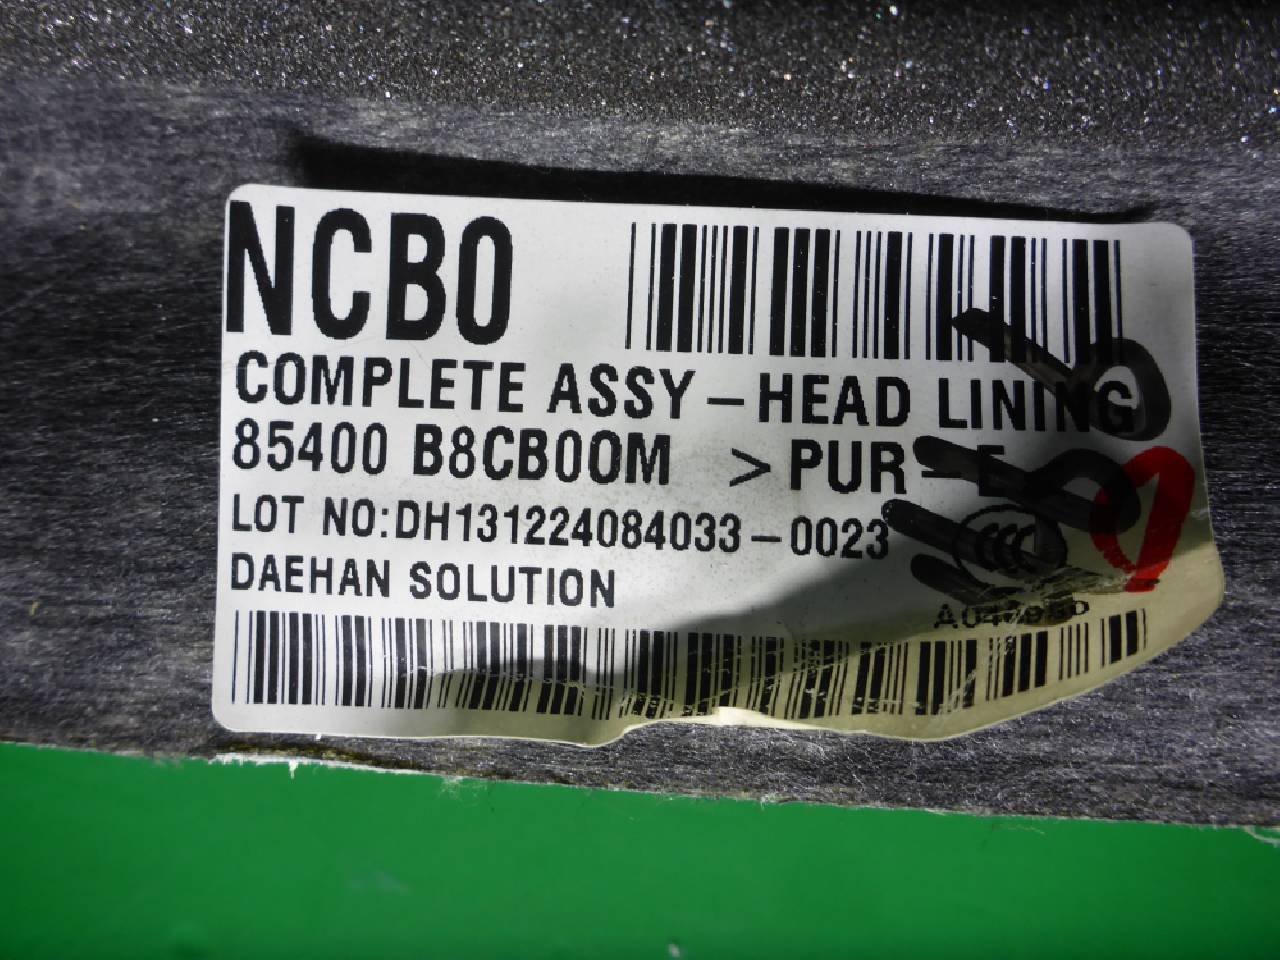 NCB0
COMPLETE ASSY-HEAD LINING
85400 B8CB00M >PUR-E
LOT NO:DH131224084033-0023
DAEHAN SOLUTION